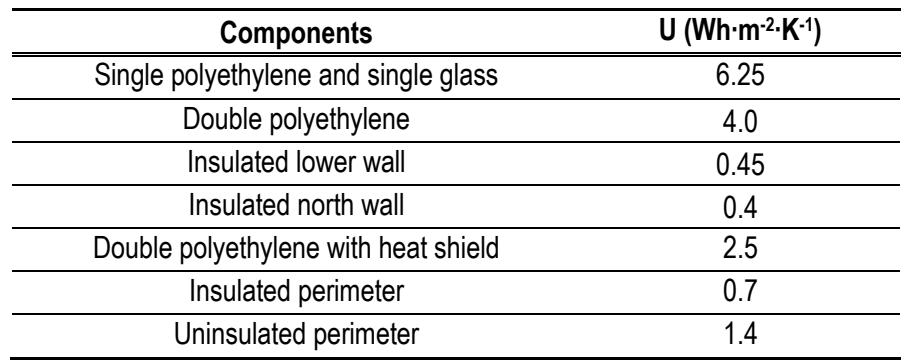 Components U (Wh·m⁻²·K⁻¹)
Single polyethylene and single glass 6.25
Double polyethylene 4.0
Insulated lower wall 0.45
Insulated north wall 0.4
Double polyethylene with heat shield 2.5
Insulated perimeter 0.7
Uninsulated perimeter 1.4